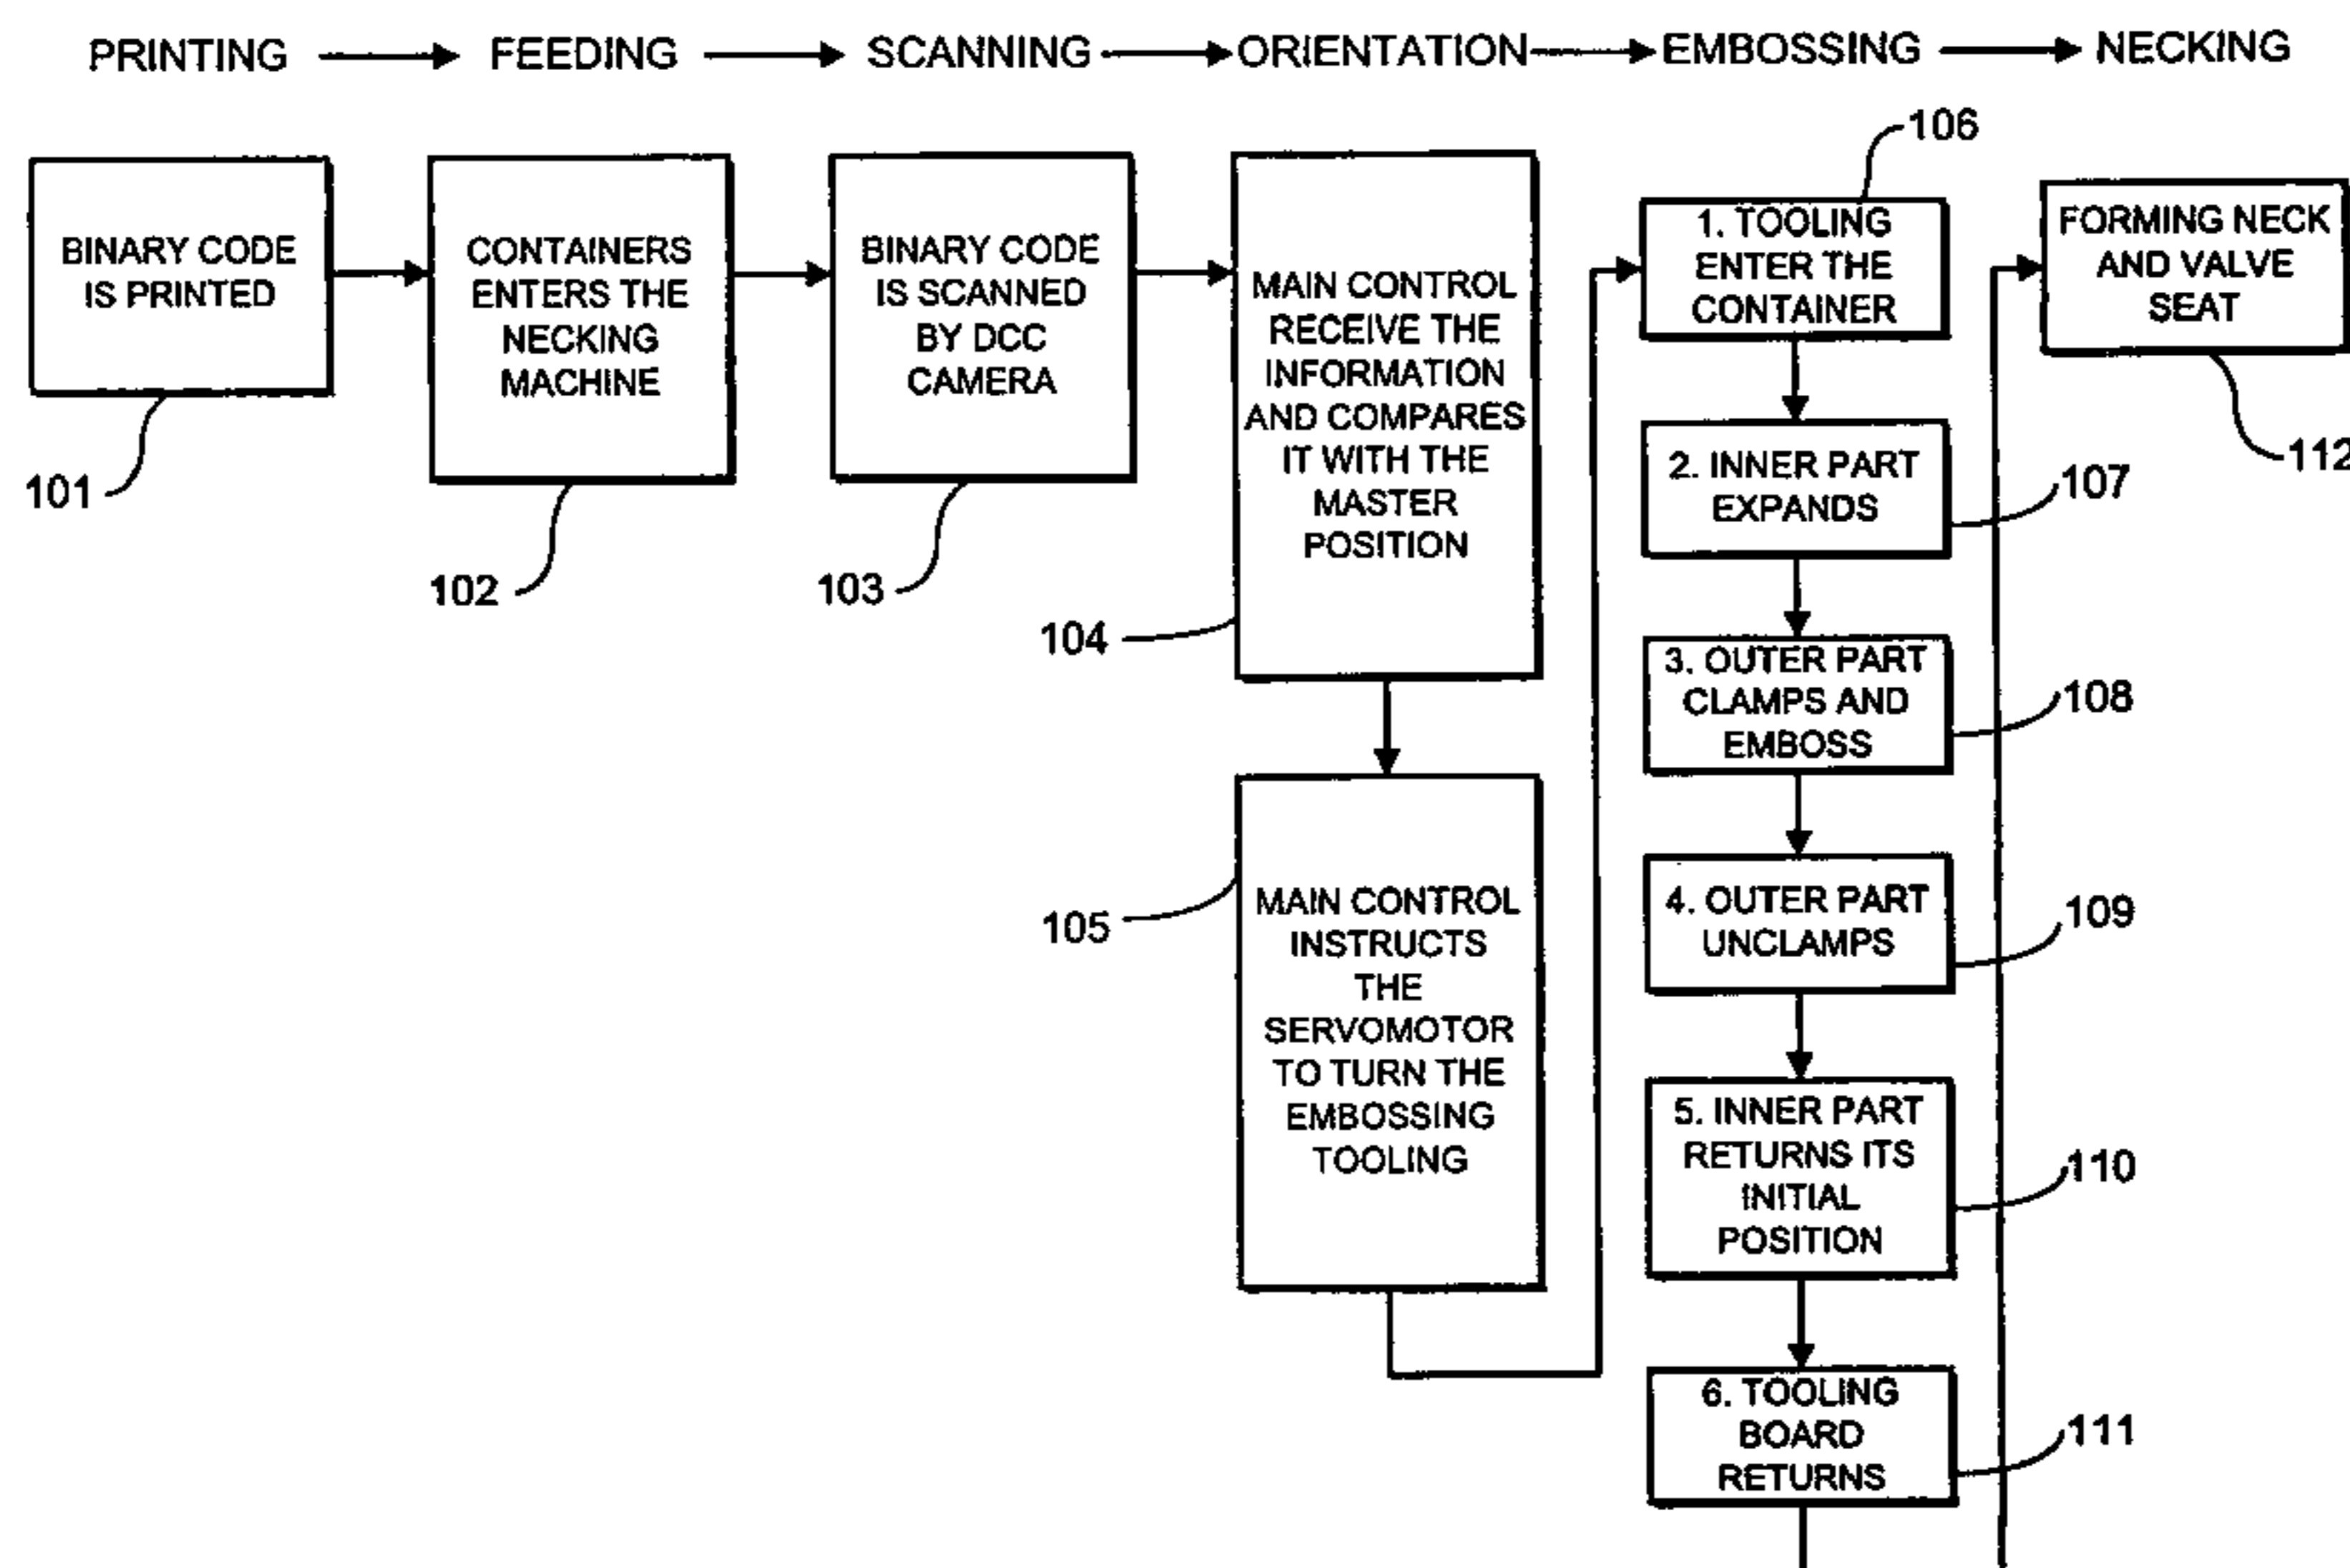 PRINTING
FEEDING
SCANNING
ORIENTATION
EMBOSSING
NECKING
BINARY CODE
IS PRINTED
101
CONTAINERS
ENTERS THE
NECKING
MACHINE
102
BINARY CODE
IS SCANNED
BY DCC
CAMERA
103
MAIN CONTROL
RECEIVE THE
INFORMATION
AND COMPARES
IT WITH THE
MASTER
POSITION
104
MAIN CONTROL
INSTRUCTS
THE
SERVOMOTOR
TO TURN THE
EMBOSSING
TOOLING
105
1. TOOLING
ENTER THE
CONTAINER
106
2. INNER PART
EXPANDS
107
3. OUTER PART
CLAMPS AND
EMBOSS
108
4. OUTER PART
UNCLAMPS
109
5. INNER PART
RETURNS ITS
INITIAL
POSITION
110
6. TOOLING
BOARD
RETURNS
111
FORMING NECK
AND VALVE
SEAT
112